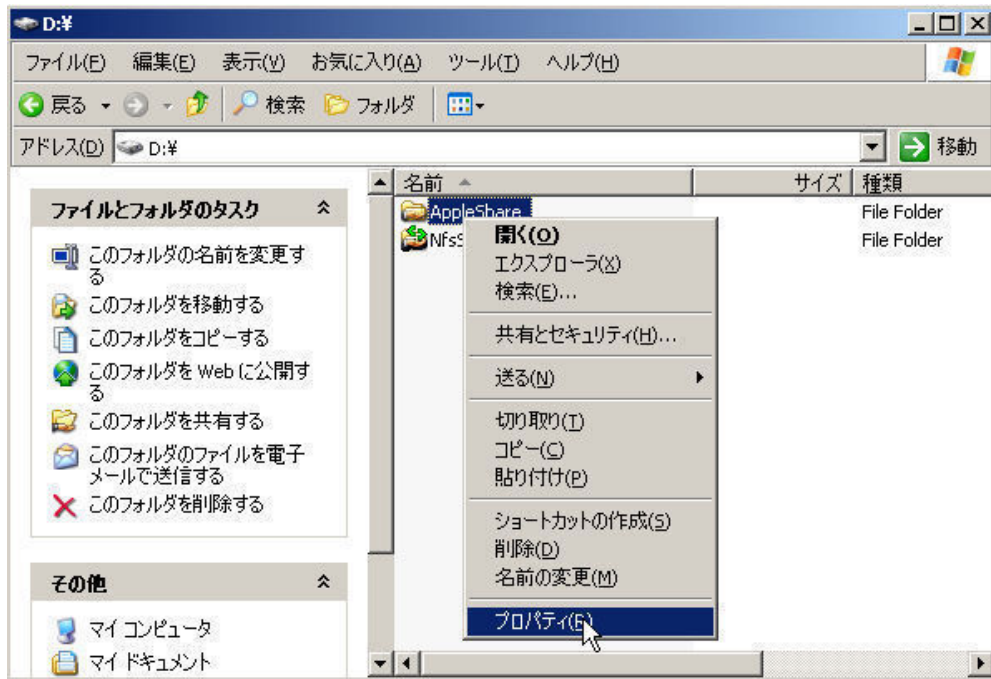 D:¥
ファイル(F) 編集(E) 表示(V) お気に入り(A) ツール(T) ヘルプ(H)
戻る 検索 フォルダ
アドレス(D) D:¥ 移動
ファイルとフォルダのタスク
このフォルダの名前を変更す
る
このフォルダを移動する
このフォルダをコピーする
このフォルダを Web に公開す
る
このフォルダを共有する
このフォルダのファイルを電子
メールで送信する
このフォルダを削除する
その他
マイ コンピュータ
マイ ドキュメント
名前 サイズ 種類
AppleShare File Folder
File Folder
開く(O)
エクスプローラ(X)
検索(E)...
共有とセキュリティ(H)...
送る(N)
切り取り(T)
コピー(C)
貼り付け(P)
ショートカットの作成(S)
削除(D)
名前の変更(M)
プロパティ(R)